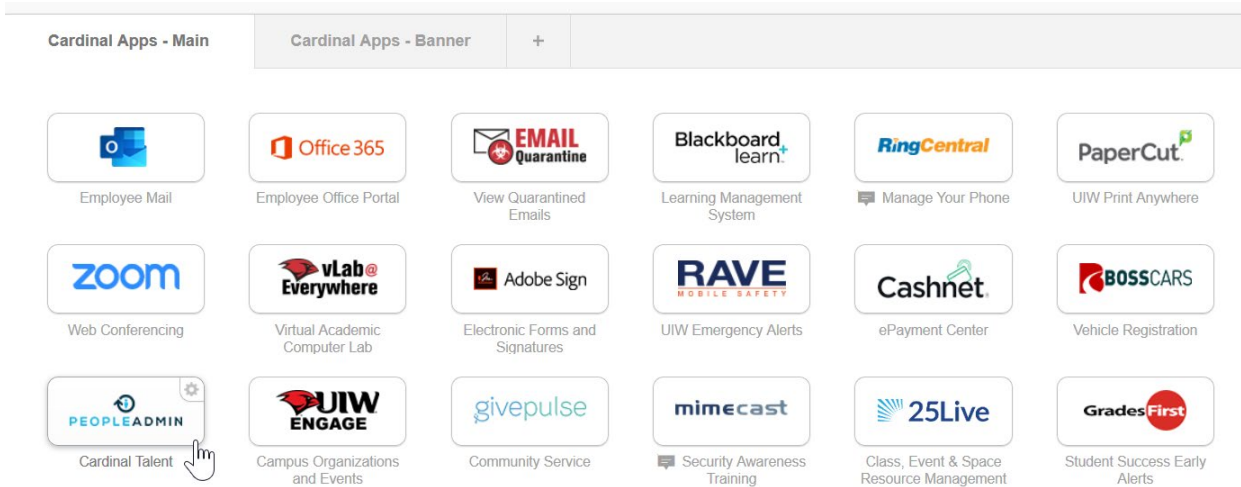 Cardinal Apps - Main
Cardinal Apps - Banner
+
Office 365
EMAIL
Quarantine
Blackboard
learn+
RingCentral
PaperCut
Employee Mail
Employee Office Portal
View Quarantined
Emails
Learning Management
System
Manage Your Phone
UIW Print Anywhere
zoom
vLab@
Everywhere
Adobe Sign
RAVE
MOBILE SAFETY
Cashnet
BOSSCARS
Web Conferencing
Virtual Academic
Computer Lab
Electronic Forms and
Signatures
UIW Emergency Alerts
ePayment Center
Vehicle Registration
PEOPLEADMIN
UIW
ENGAGE
givepulse
mimecast
25Live
GradesFirst
Cardinal Talent
Campus Organizations
and Events
Community Service
Security Awareness
Training
Class, Event & Space
Resource Management
Student Success Early
Alerts